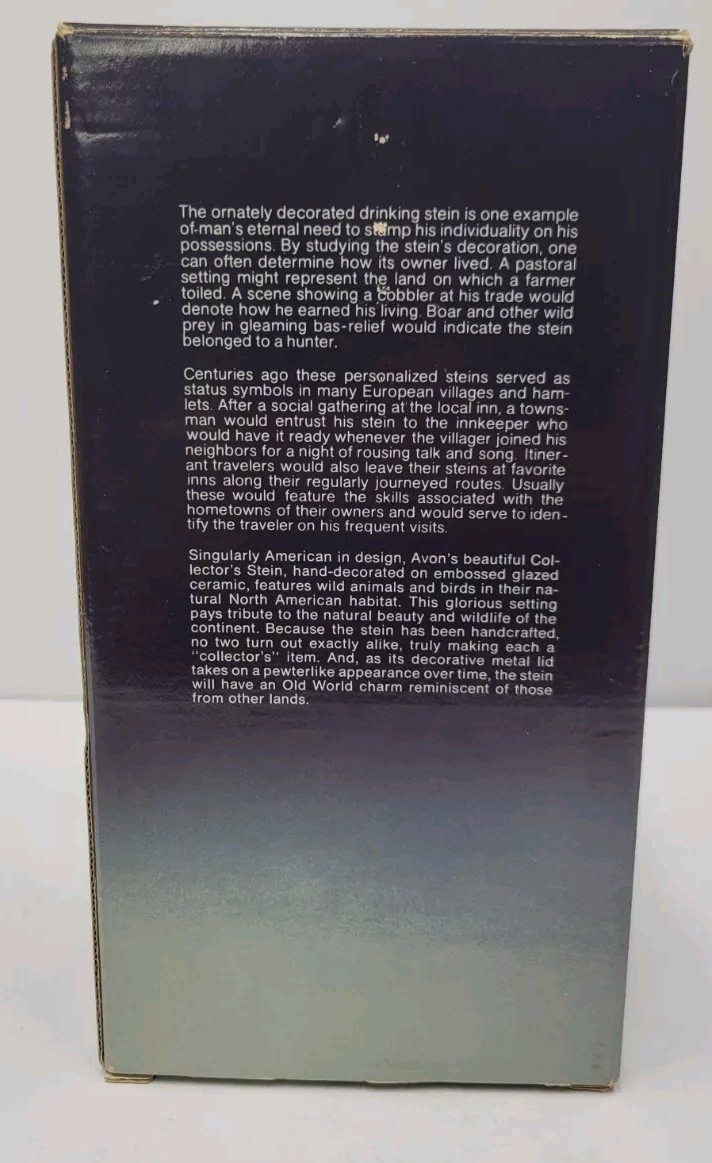 The ornately decorated drinking stein is one example
of man's eternal need to stamp his individuality on his
possessions. By studying the stein's decoration, one
can often determine how its owner lived. A pastoral
setting might represent the land on which a farmer
toiled. A scene showing a cobbler at his trade would
denote how he earned his living. Boar and other wild
prey in gleaming bas-relief would indicate the stein
belonged to a hunter.
Centuries ago these personalized steins served as
status symbols in many European villages and ham-
lets. After a social gathering at the local inn, a towns-
man would entrust his stein to the innkeeper who
would have it ready whenever the villager joined his
neighbors for a night of rousing talk and song. Itiner-
ant travelers would also leave their steins at favorite
inns along their regularly journeyed routes. Usually
these would feature the skills associated with the
hometowns of their owners and would serve to iden-
tify the traveler on his frequent visits.
Singularly American in design, Avon's beautiful Col-
lector's Stein, hand-decorated on embossed glazed
ceramic, features wild animals and birds in their na-
tural North American habitat. This glorious setting
pays tribute to the natural beauty and wildlife of the
continent. Because the stein has been handcrafted,
no two turn out exactly alike, truly making each a
"collector's" item. And, as its decorative metal lid
takes on a pewterlike appearance over time, the stein
will have an Old World charm reminiscent of those
from other lands.